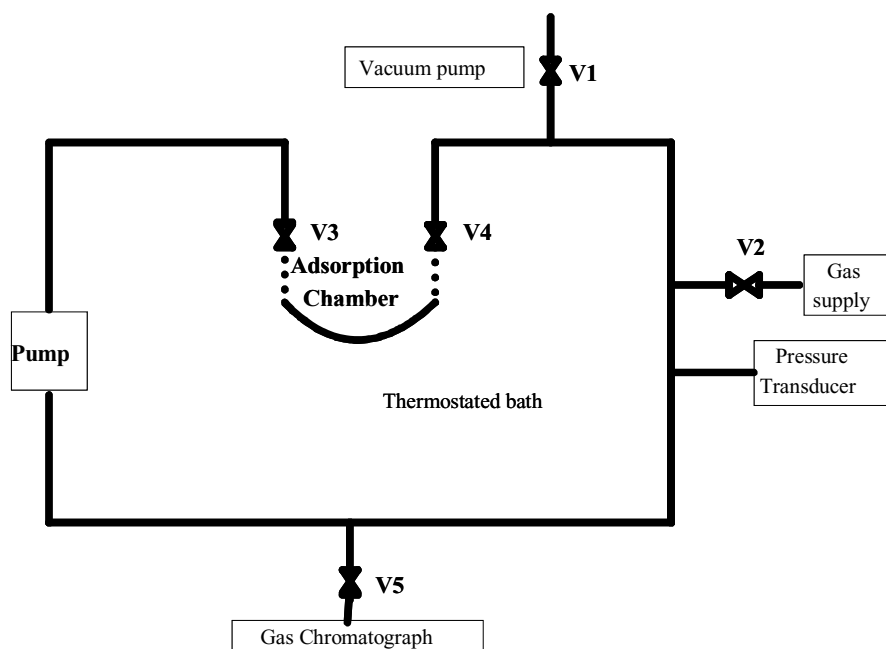 Vacuum pump
V1
V3
V4
Adsorption
Chamber
V2
Gas
supply
Pump
Pressure
Transducer
Thermostated bath
V5
Gas Chromatograph